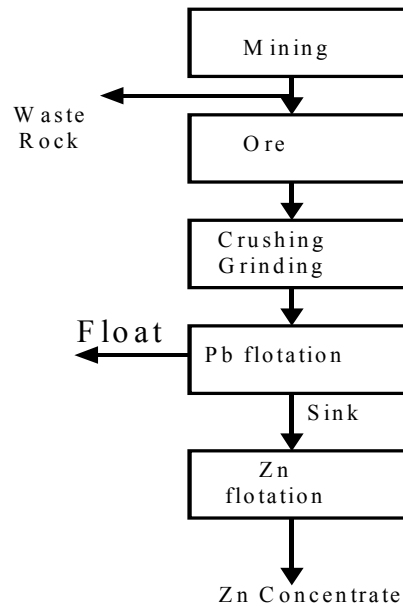 Mining
Waste
Rock
Ore
Crushing
Grinding
Float
Pb flotation
Sink
Zn
flotation
Zn Concentrate